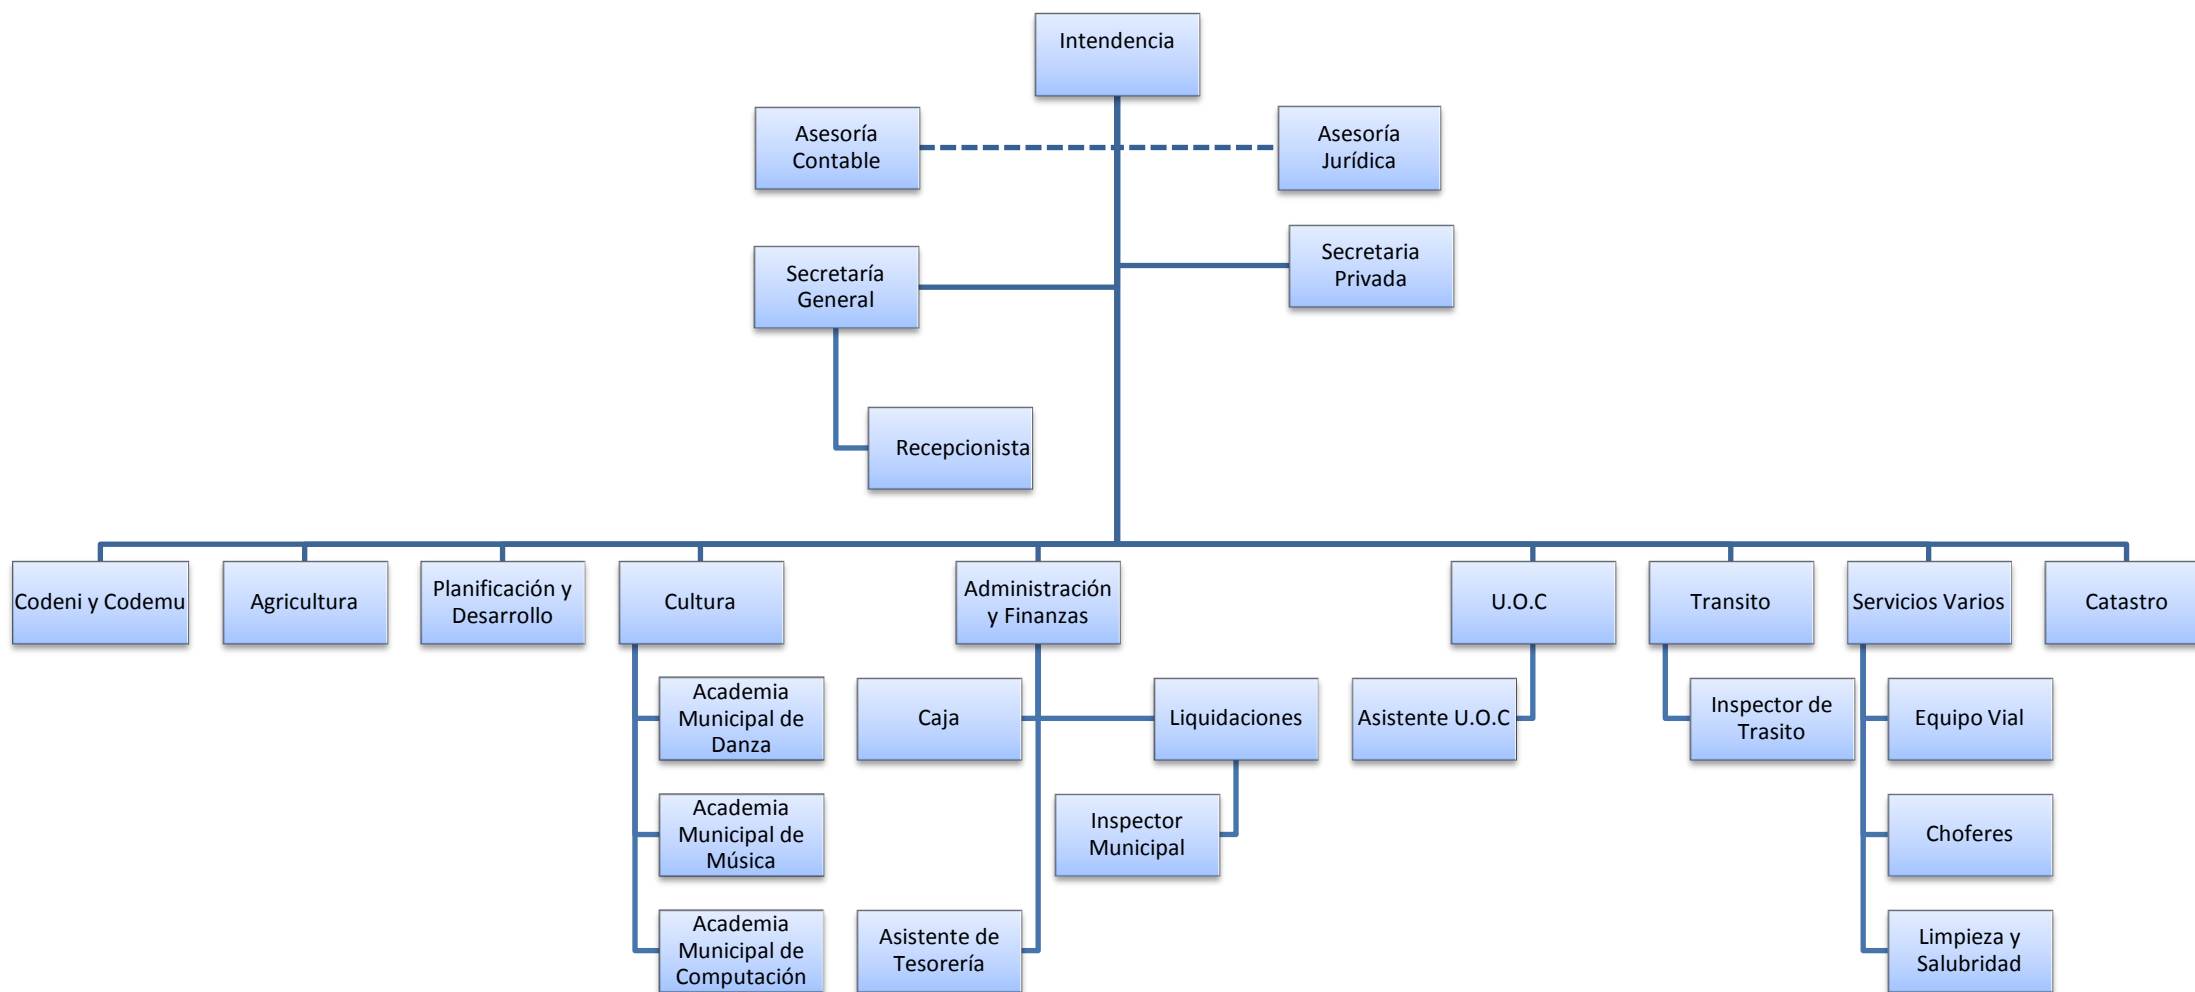 Intendencia
Asesoría
Contable
Asesoría
Jurídica
Secretaría
General
Secretaria
Privada
Recepcionista
Codeni y Codemu
Agricultura
Planificación y
Desarrollo
Cultura
Administración
y Finanzas
U.O.C
Transito
Servicios Varios
Catastro
Academia
Municipal de
Danza
Caja
Liquidaciones
Asistente U.O.C
Inspector de
Trasito
Equipo Vial
Academia
Municipal de
Música
Inspector
Municipal
Choferes
Academia
Municipal de
Computación
Asistente de
Tesorería
Limpieza y
Salubridad